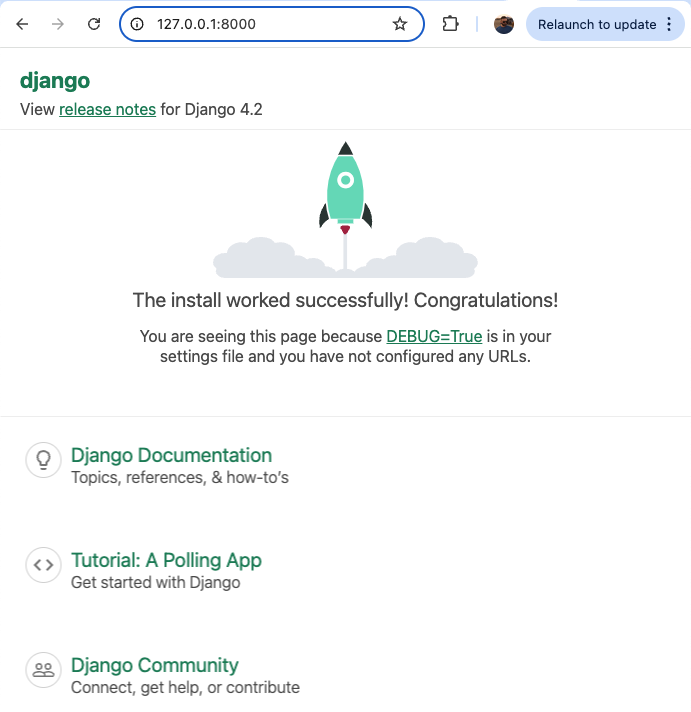 127.0.0.1:8000
Relaunch to update
django
View release notes for Django 4.2
The install worked successfully! Congratulations!
You are seeing this page because DEBUG=True is in your
settings file and you have not configured any URLs.
Django Documentation
Topics, references, & how-to’s
Tutorial: A Polling App
Get started with Django
Django Community
Connect, get help, or contribute